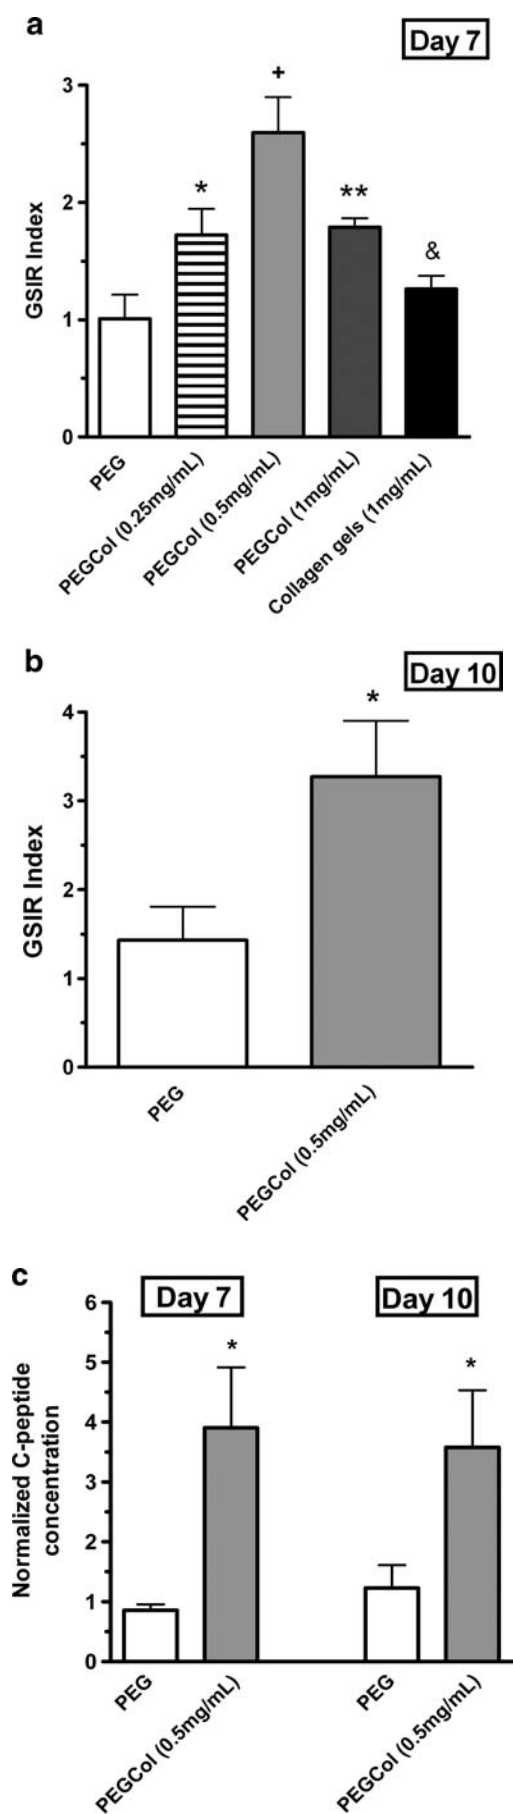 a
Day 7
3
2
1
0
GSIR Index
*
+
**
&
PEG
PEGCol (0.25mg/mL)
PEGCol (0.5mg/mL)
PEGCol (1mg/mL)
Collagen gels (1mg/mL)
b
Day 10
4
3
2
1
0
GSIR Index
*
PEG
PEGCol (0.5mg/mL)
c
Day 7
Day 10
6
5
4
3
2
1
0
Normalized C-peptide
concentration
*
*
PEG
PEGCol (0.5mg/mL)
PEG
PEGCol (0.5mg/mL)